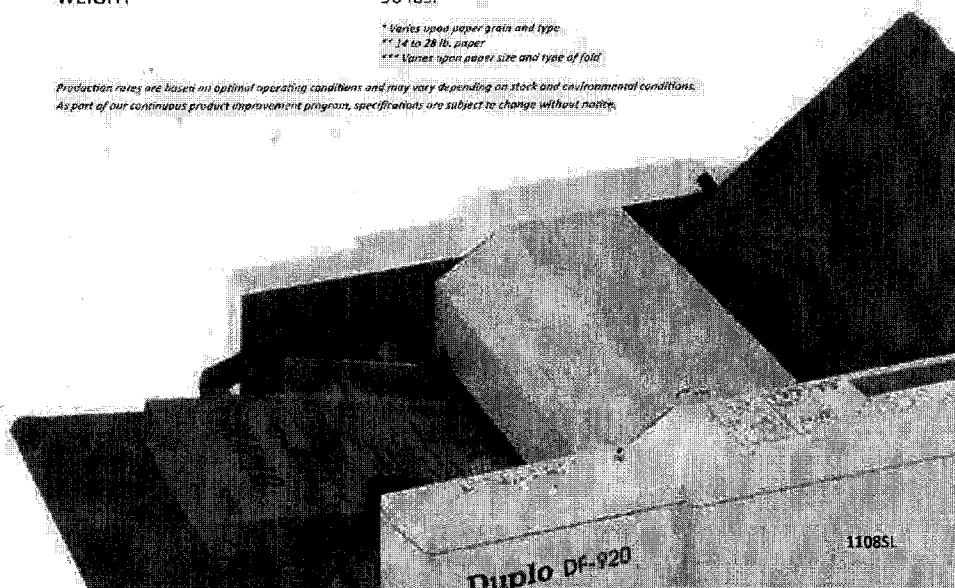 WEIGHT
* Varies upon paper grain and type
** 14 to 28 lb. paper
*** Varies upon paper size and type of fold
Production rates are based on optimal operating conditions and may vary depending on stock and environmental conditions.
As part of our continuous product improvement program, specifications are subject to change without notice.
1108SL
Duplo DF-920